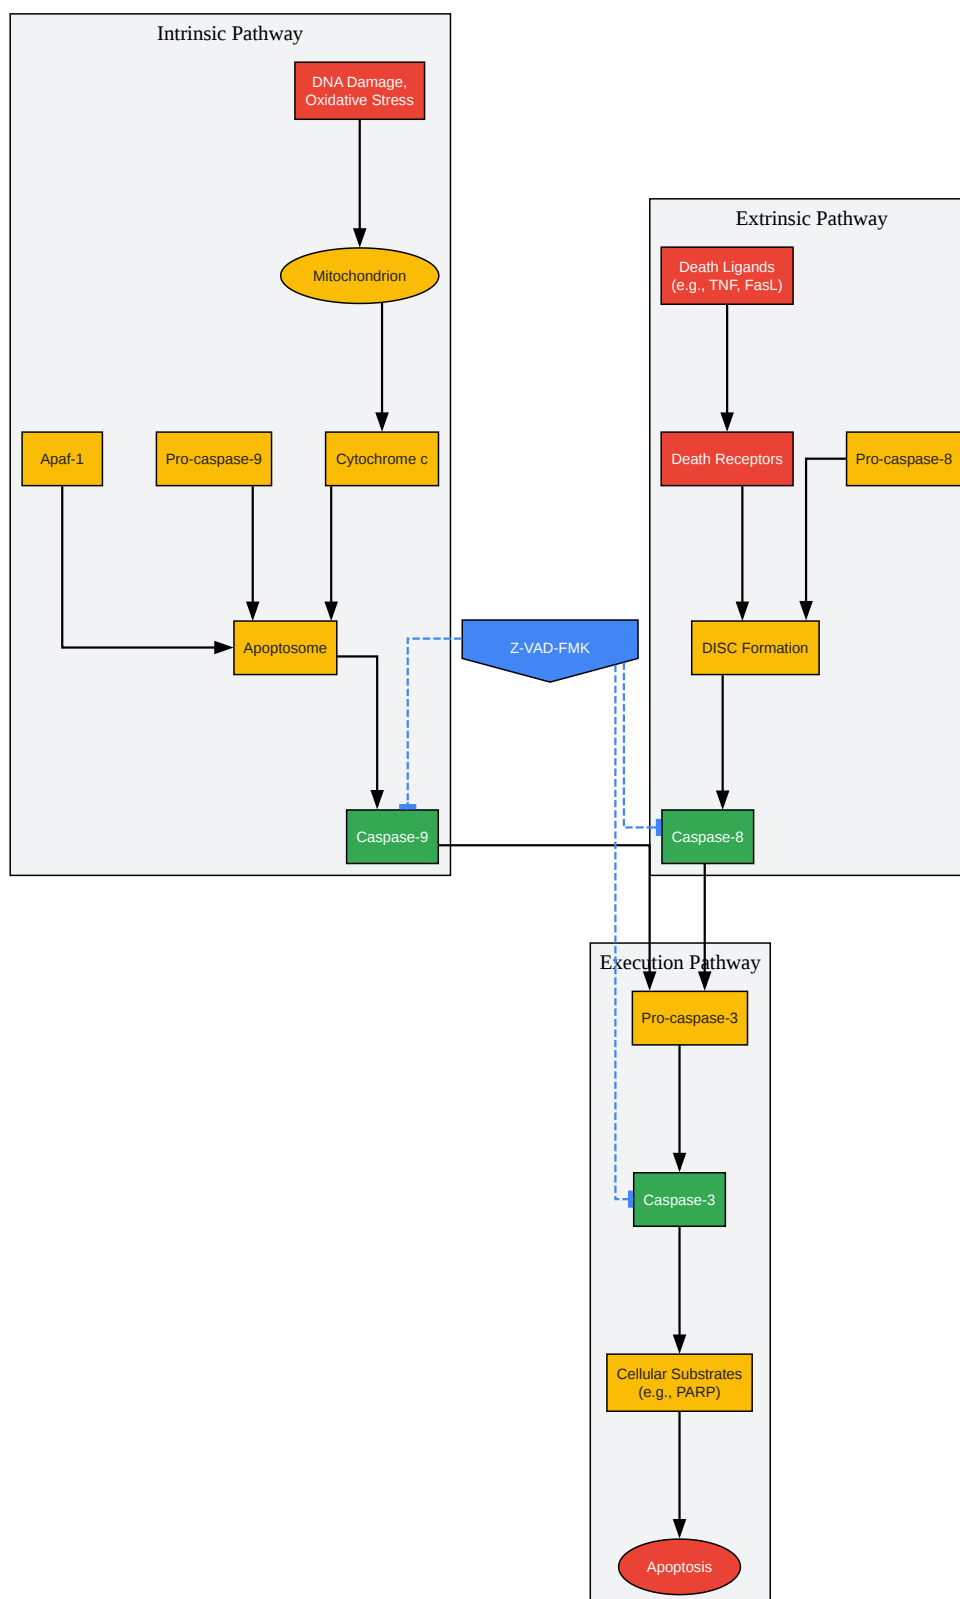 Intrinsic Pathway
DNA Damage,
Oxidative Stress
Mitochondrion
Apaf-1
Pro-caspase-9
Cytochrome c
Apoptosome
Caspase-9
Z-VAD-FMK
Extrinsic Pathway
Death Ligands
(e.g., TNF, FasL)
Death Receptors
Pro-caspase-8
DISC Formation
Caspase-8
Execution Pathway
Pro-caspase-3
Caspase-3
Cellular Substrates
(e.g., PARP)
Apoptosis